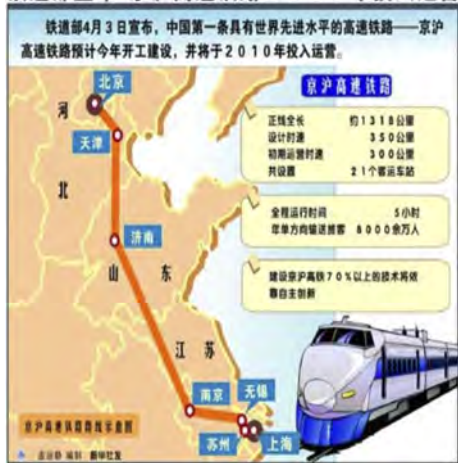 铁道部4月3日宣布，中国第一条具有世界先进水平的高速铁路——京沪
高速铁路预计今年开工建设，并将于2010年投入运营。
京沪高速铁路
正线全长 约1318公里
设计时速 350公里
初期运营时速 300公里
共设置 21个客运车站
全程运行时间 5小时
年单方向输送旅客 8000余万人
建设京沪高铁70%以上的技术将依
靠自主创新
北京
河
天津
北
济南
山 东
江 苏
南京
无锡
苏州
上海
京沪高速铁路路线示意图
编制 新华社发